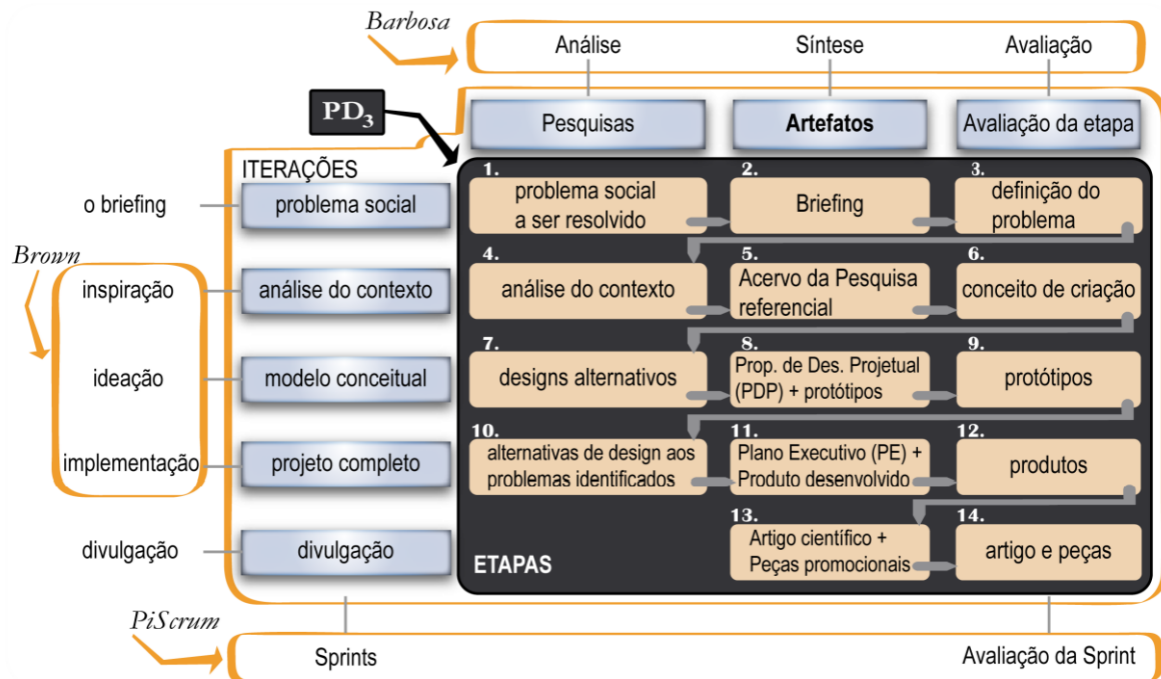 Barbosa
Análise
Síntese
Avaliação
PD₃
Pesquisas
Artefatos
Avaliação da etapa
ITERAÇÕES
o briefing
problema social
1.
problema social
a ser resolvido
2.
Briefing
3.
definição do
problema
Brown
inspiração
análise do contexto
4.
análise do contexto
5.
Acervo da Pesquisa
referencial
6.
conceito de criação
ideação
modelo conceitual
7.
designs alternativos
8.
Prop. de Des. Projetual
(PDP) + protótipos
9.
protótipos
implementação
projeto completo
10.
alternativas de design aos
problemas identificados
11.
Plano Executivo (PE) +
Produto desenvolvido
12.
produtos
divulgação
divulgação
ETAPAS
13.
Artigo científico +
Peças promocionais
14.
artigo e peças
PiScrum
Sprints
Avaliação da Sprint